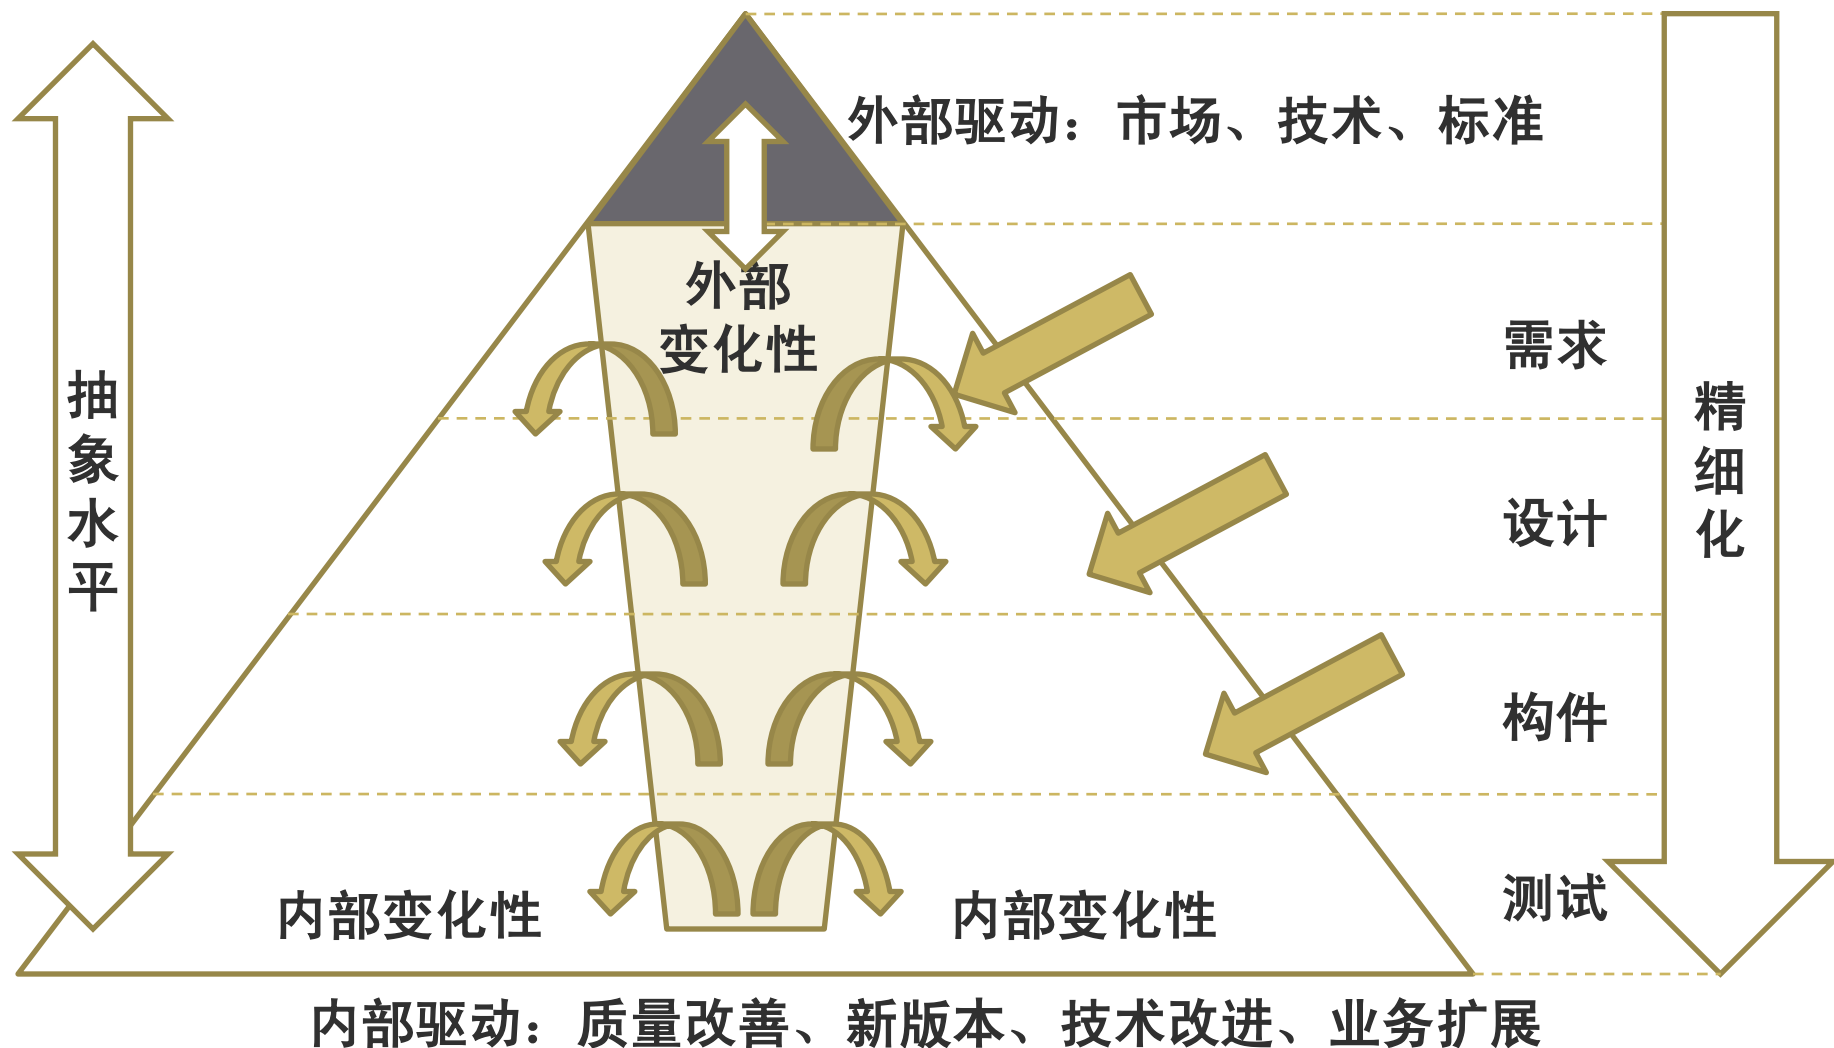 外部驱动：市场、技术、标准
外部
变化性
需求
抽象水平
精细化
设计
构件
测试
内部变化性
内部变化性
内部驱动：质量改善、新版本、技术改进、业务扩展